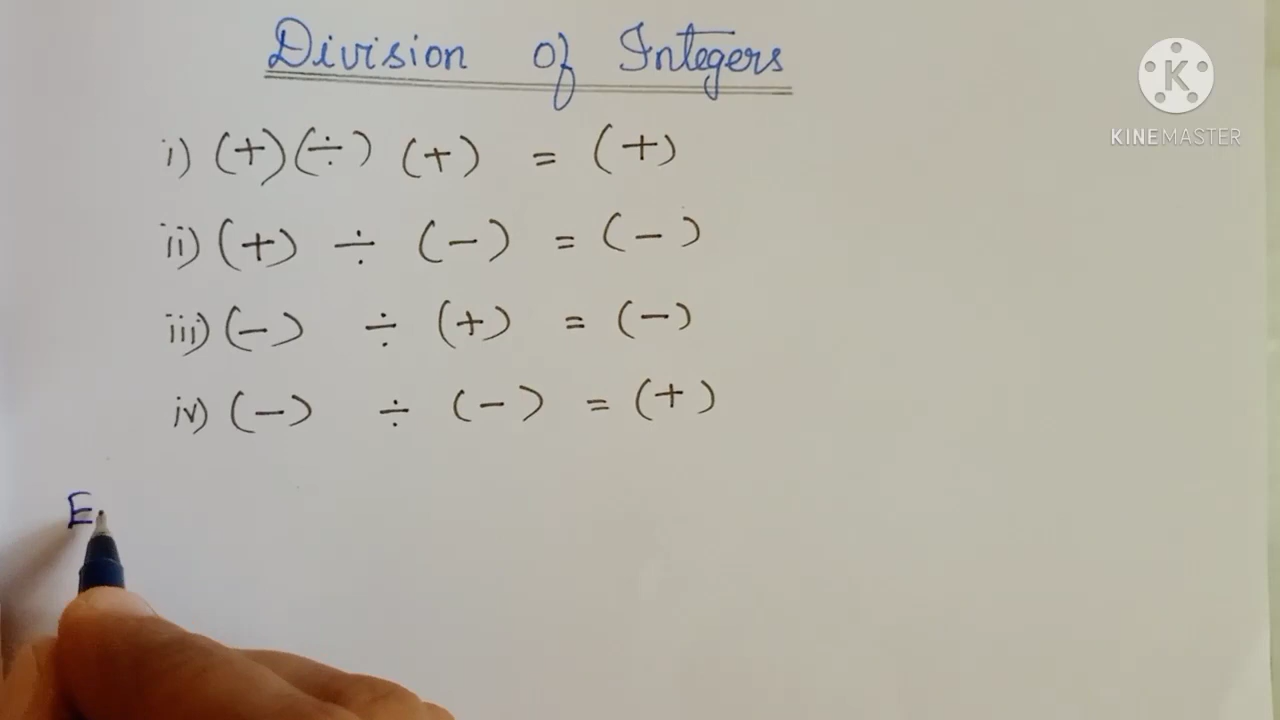 Division of Integers
K
KINEMASTER
i) (+) (÷) (+) = (+)
ii) (+) ÷ (-) = (-)
iii) (-) ÷ (+) = (-)
iv) (-) ÷ (-) = (+)
E